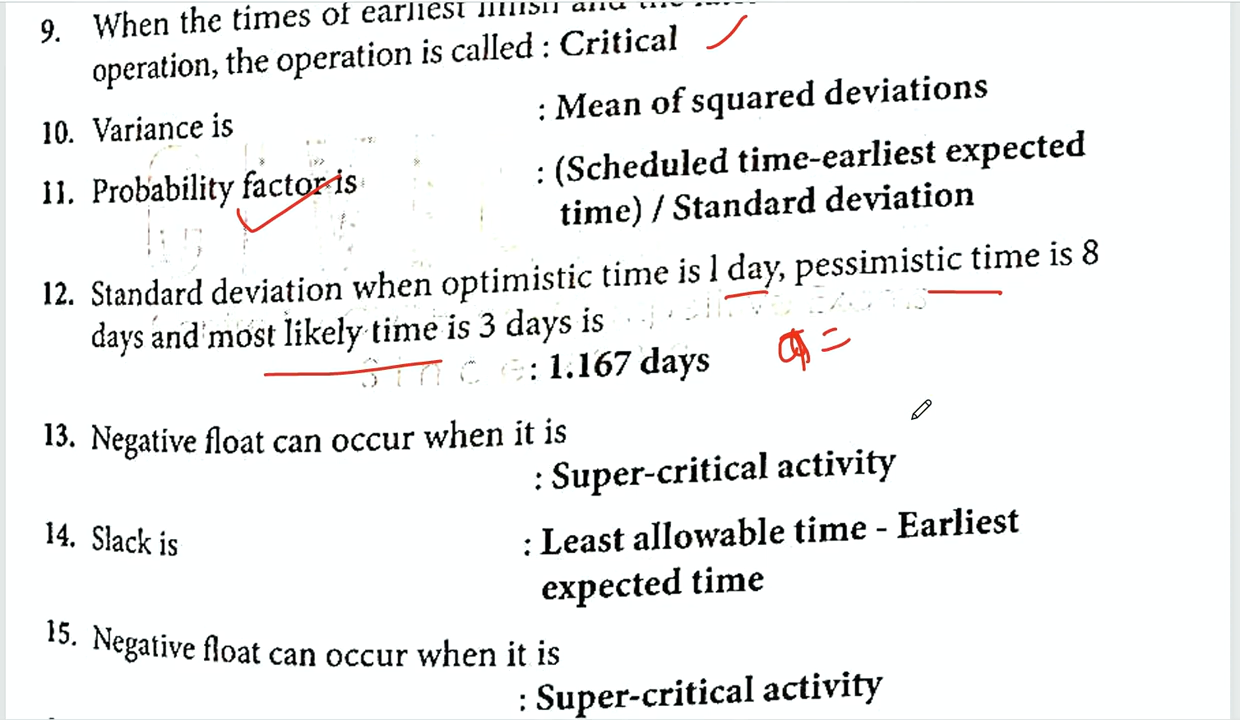 9. When the times of earliest finish and the
operation, the operation is called : Critical
10. Variance is : Mean of squared deviations
11. Probability factor is : (Scheduled time-earliest expected
time) / Standard deviation
12. Standard deviation when optimistic time is 1 day, pessimistic time is 8
days and most likely time is 3 days is
: 1.167 days
13. Negative float can occur when it is
: Super-critical activity
14. Slack is : Least allowable time - Earliest
expected time
15. Negative float can occur when it is
: Super-critical activity